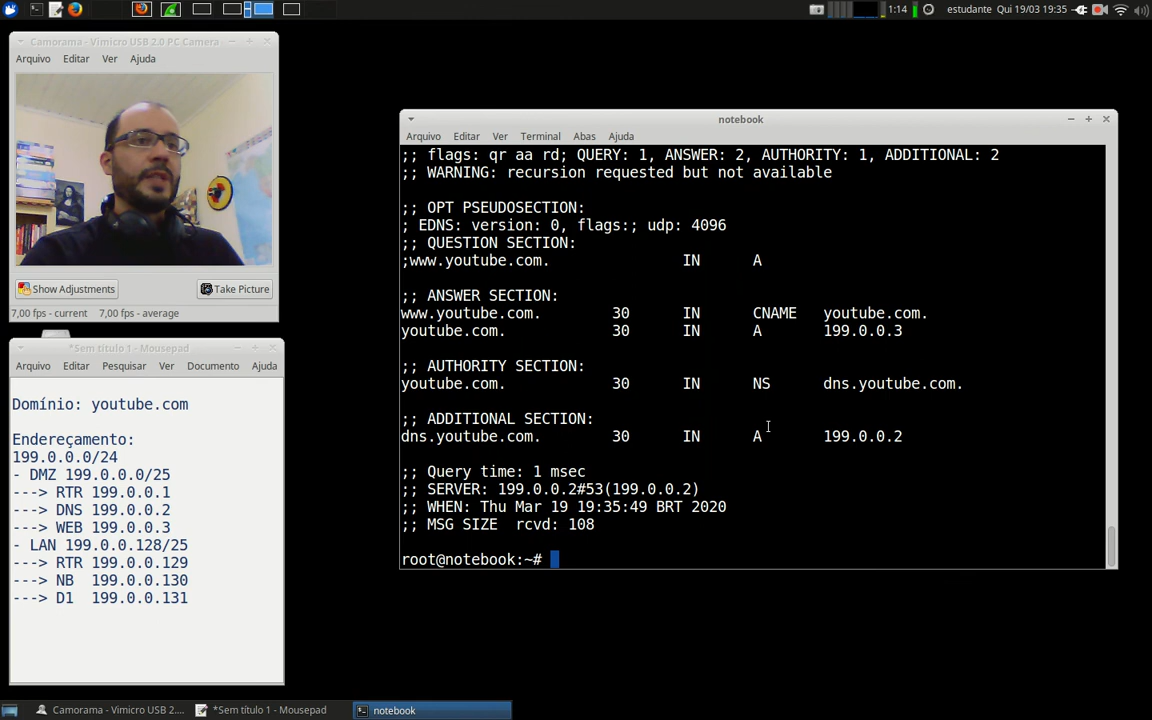 1:14 estudante Qui 19/03 19:35
Camorama - Vimicro USB 2.0 PC Camera
Arquivo Editar Ver Ajuda
Show Adjustments Take Picture
7,00 fps - current 7,00 fps - average
*Sem título 1 - Mousepad
Arquivo Editar Pesquisar Ver Documento Ajuda
Domínio: youtube.com
Endereçamento:
199.0.0.0/24
- DMZ 199.0.0.0/25
---> RTR 199.0.0.1
---> DNS 199.0.0.2
---> WEB 199.0.0.3
- LAN 199.0.0.128/25
---> RTR 199.0.0.129
---> NB 199.0.0.130
---> D1 199.0.0.131
notebook
Arquivo Editar Ver Terminal Abas Ajuda
;; flags: qr aa rd; QUERY: 1, ANSWER: 2, AUTHORITY: 1, ADDITIONAL: 2
;; WARNING: recursion requested but not available
;; OPT PSEUDOSECTION:
; EDNS: version: 0, flags:; udp: 4096
;; QUESTION SECTION:
;www.youtube.com. IN A
;; ANSWER SECTION:
www.youtube.com. 30 IN CNAME youtube.com.
youtube.com. 30 IN A 199.0.0.3
;; AUTHORITY SECTION:
youtube.com. 30 IN NS dns.youtube.com.
;; ADDITIONAL SECTION:
dns.youtube.com. 30 IN A 199.0.0.2
;; Query time: 1 msec
;; SERVER: 199.0.0.2#53(199.0.0.2)
;; WHEN: Thu Mar 19 19:35:49 BRT 2020
;; MSG SIZE rcvd: 108
root@notebook:~#
Camorama - Vimicro USB 2.... *Sem título 1 - Mousepad notebook